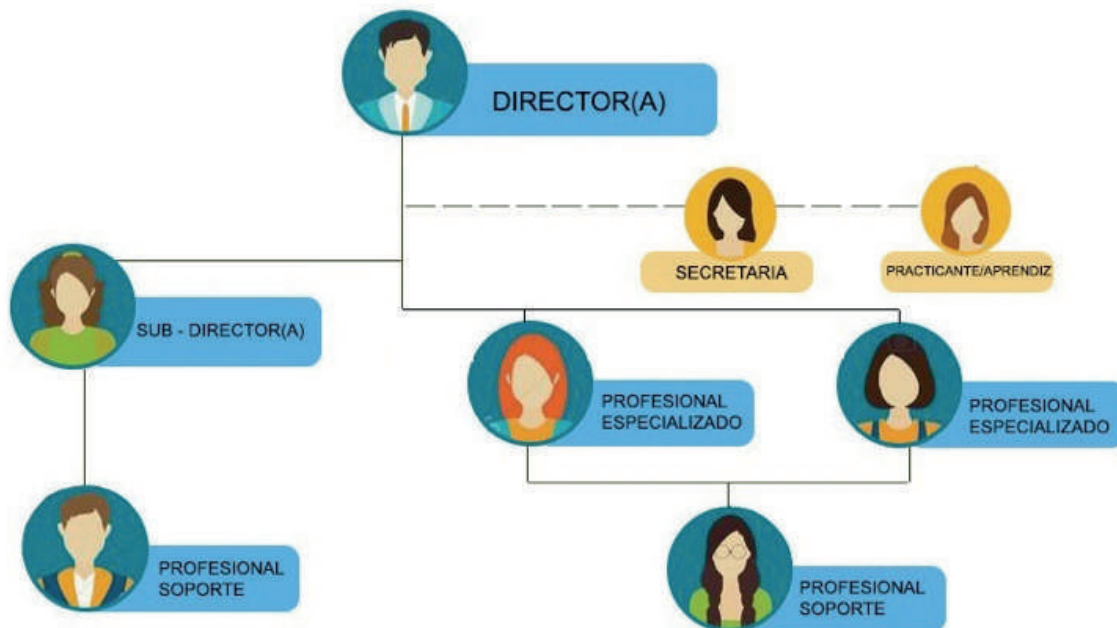 DIRECTOR(A)
SECRETARIA
PRACTICANTE/APRENDIZ
SUB - DIRECTOR(A)
PROFESIONAL
ESPECIALIZADO
PROFESIONAL
ESPECIALIZADO
PROFESIONAL
SOPORTE
PROFESIONAL
SOPORTE